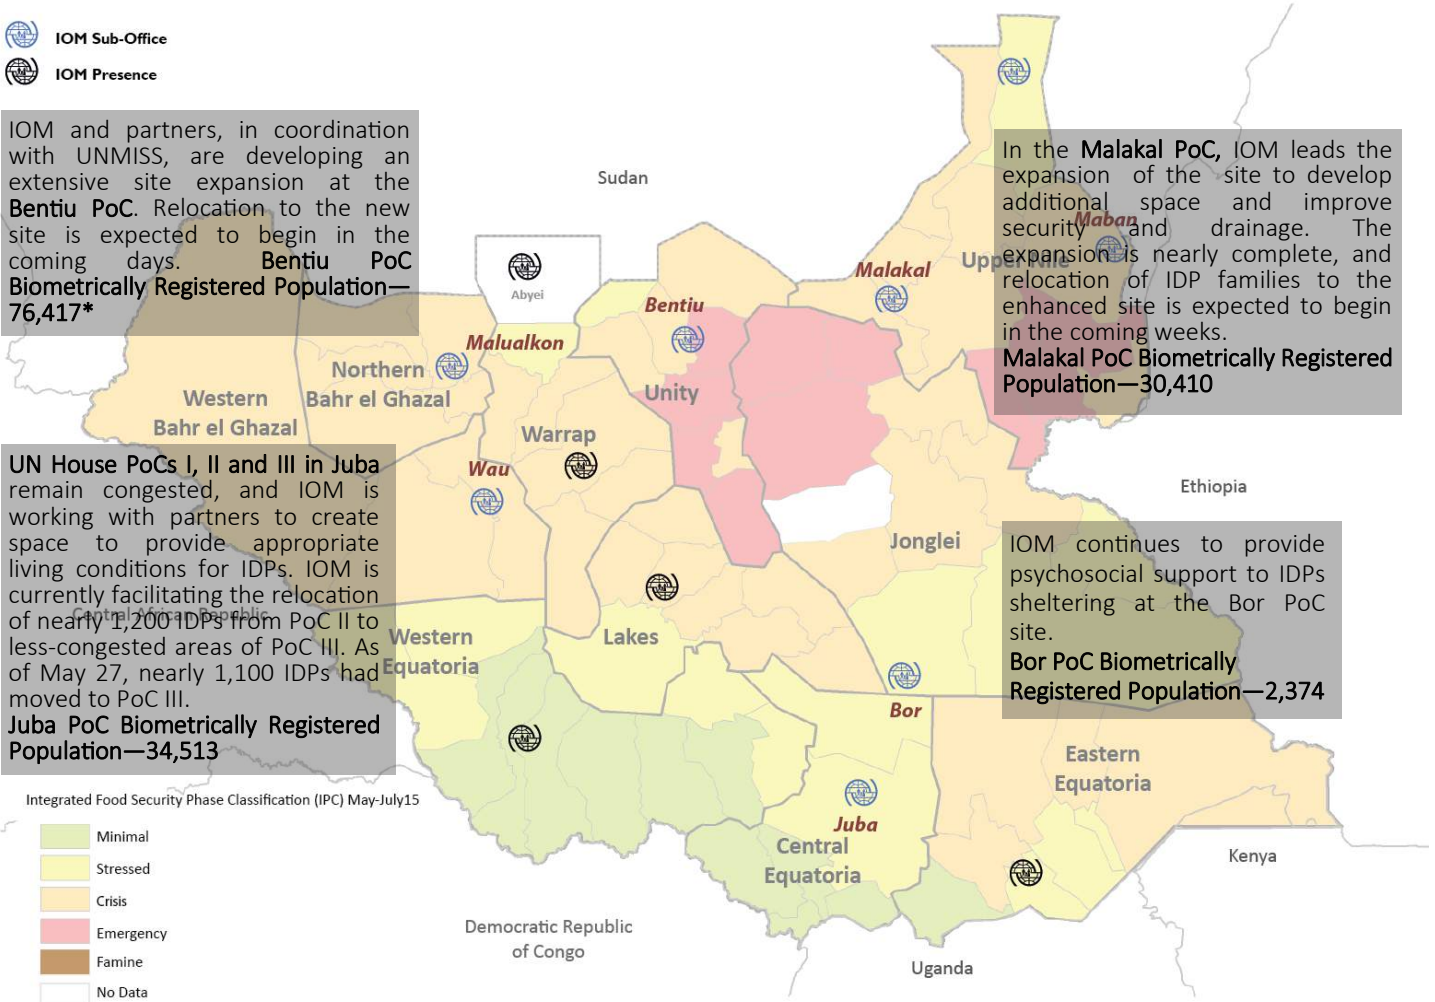 IOM Sub-Office
IOM Presence
IOM and partners, in coordination
with UNMISS, are developing an
extensive site expansion at the
Bentiu PoC. Relocation to the new
site is expected to begin in the
coming days. Bentiu PoC
Biometrically Registered Population—
76,417*
Sudan
In the Malakal PoC, IOM leads the
expansion of the site to develop
additional space and improve
security and drainage. The
expansion is nearly complete, and
relocation of IDP families to the
enhanced site is expected to begin
in the coming weeks.
Malakal PoC Biometrically Registered
Population—30,410
Maban
Upper Nile
Malakal
Abyei
Bentiu
Malualkon
Northern
Bahr el Ghazal
Western
Bahr el Ghazal
Unity
Warrap
Wau
Ethiopia
Jonglei
UN House PoCs I, II and III in Juba
remain congested, and IOM is
working with partners to create
space to provide appropriate
living conditions for IDPs. IOM is
currently facilitating the relocation
of nearly 1,200 IDPs from PoC II to
less-congested areas of PoC III. As
of May 27, nearly 1,100 IDPs had
moved to PoC III.
Juba PoC Biometrically Registered
Population—34,513
Central African Republic
IOM continues to provide
psychosocial support to IDPs
sheltering at the Bor PoC
site.
Bor PoC Biometrically
Registered Population—2,374
Western
Equatoria
Lakes
Bor
Eastern
Equatoria
Juba
Central
Equatoria
Kenya
Democratic Republic
of Congo
Uganda
Integrated Food Security Phase Classification (IPC) May-July15
Minimal
Stressed
Crisis
Emergency
Famine
No Data